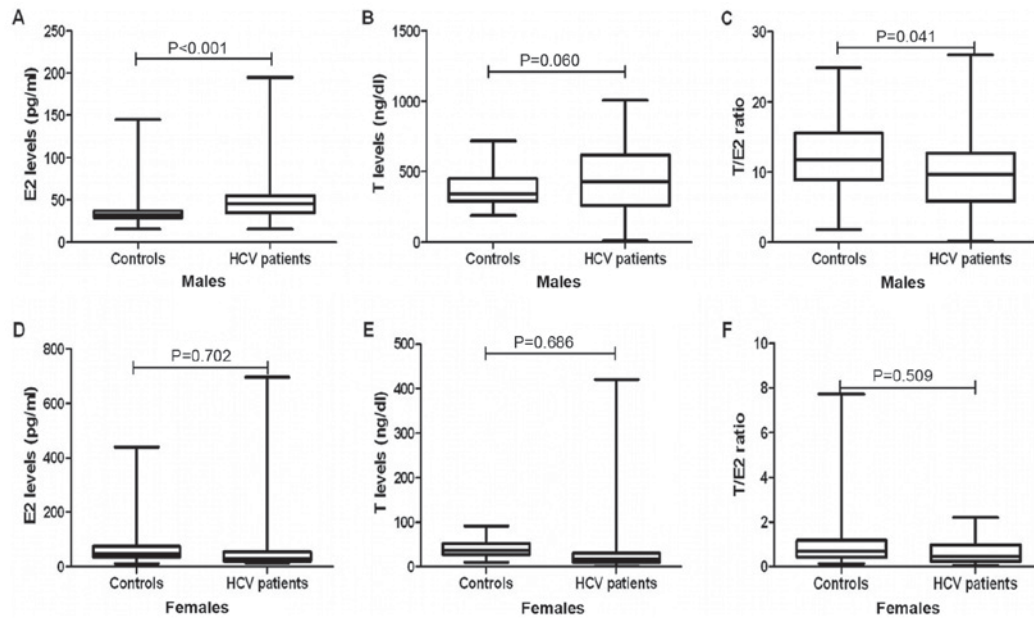 A
E2 levels (pg/ml)
250
200
150
100
50
0
P<0.001
Controls
HCV patients
Males
B
T levels (ng/dl)
1500
1000
500
0
P=0.060
Controls
HCV patients
Males
C
T/E2 ratio
30
20
10
0
P=0.041
Controls
HCV patients
Males
D
E2 levels (pg/ml)
800
600
400
200
0
P=0.702
Controls
HCV patients
Females
E
T levels (ng/dl)
500
400
300
200
100
0
P=0.686
Controls
HCV patients
Females
F
T/E2 ratio
10
8
6
4
2
0
P=0.509
Controls
HCV patients
Females